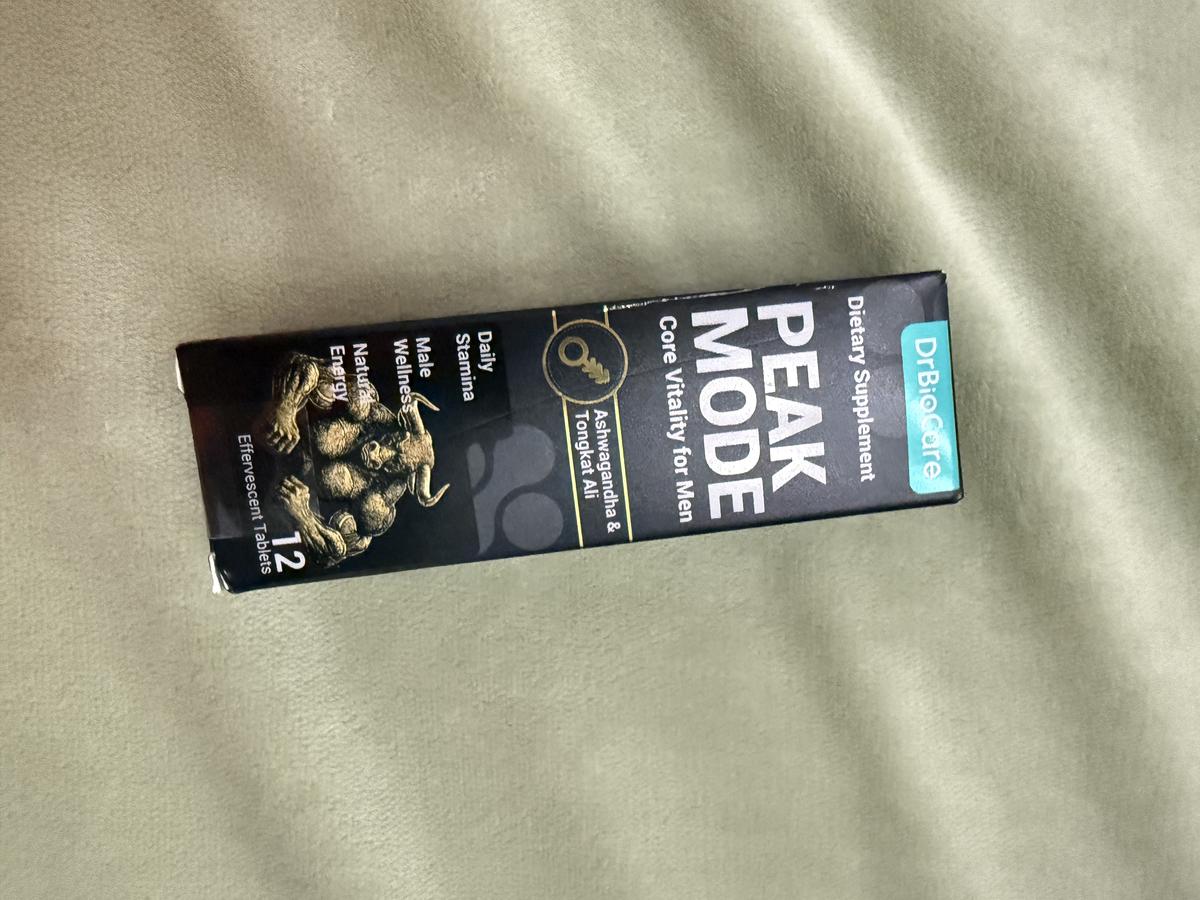 DrBioCare
Dietary Supplement
PEAK
MODE
Core Vitality for Men
Ashwagandha &
Tongkat Ali
Daily
Stamina
Male
Wellness
Natural
Energy
12
Effervescent Tablets